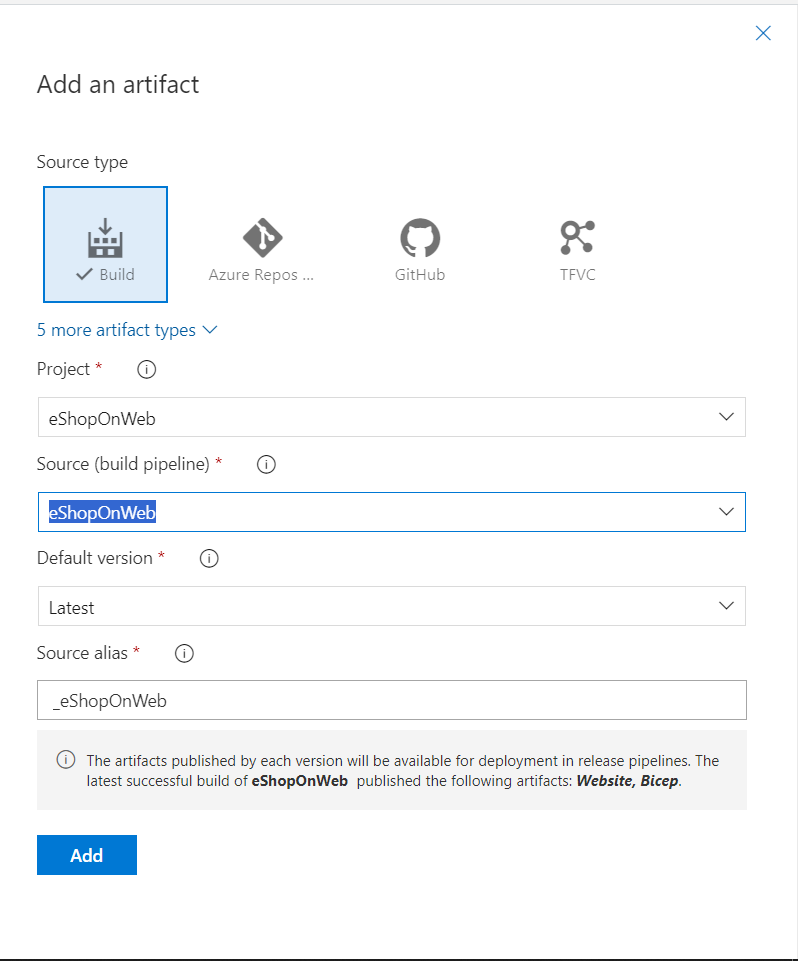 Add an artifact
Source type
Build
Azure Repos ...
GitHub
TFVC
5 more artifact types
Project *
eShopOnWeb
Source (build pipeline) *
eShopOnWeb
Default version *
Latest
Source alias *
_eShopOnWeb
The artifacts published by each version will be available for deployment in release pipelines. The
latest successful build of eShopOnWeb published the following artifacts: Website, Bicep.
Add